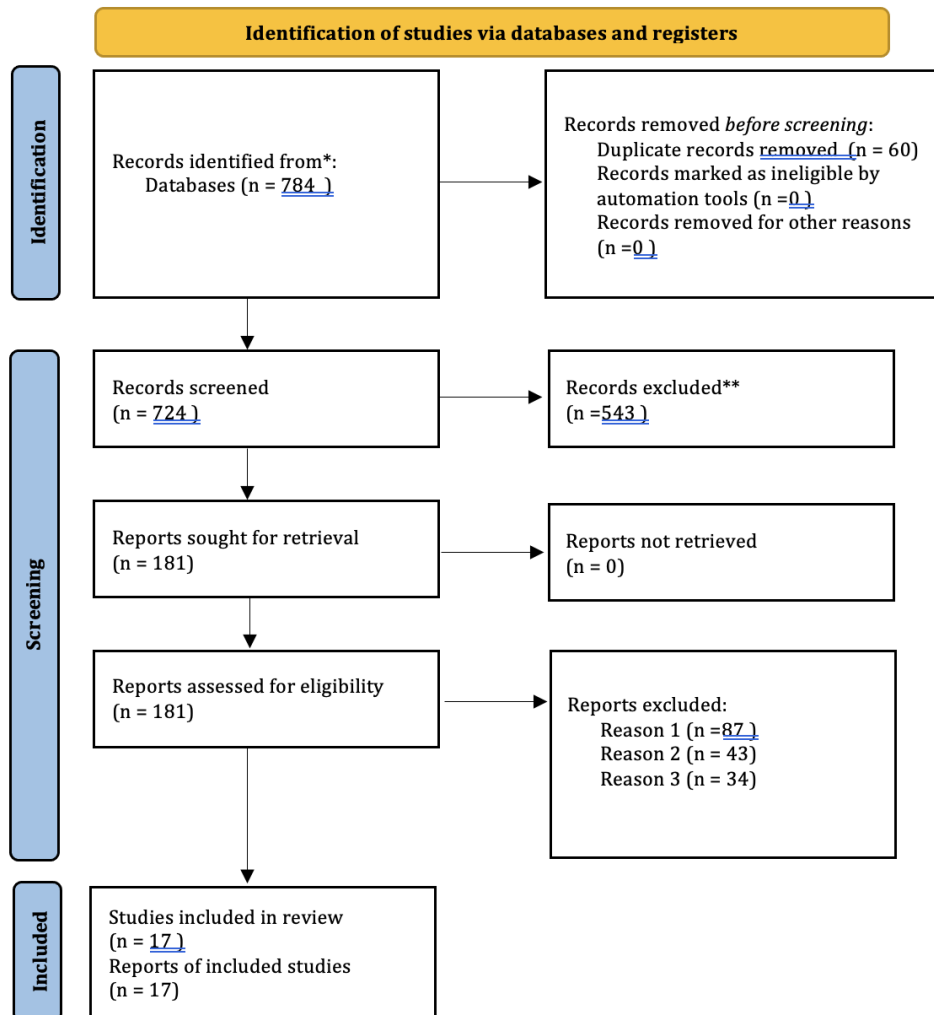 Identification of studies via databases and registers
Identification
Records identified from*:
Databases (n = 784 )
Records removed before screening:
Duplicate records removed  (n = 60)
Records marked as ineligible by
automation tools (n =0 )
Records removed for other reasons
(n =0 )
Screening
Records screened
(n = 724 )
Records excluded**
(n =543 )
Reports sought for retrieval
(n = 181)
Reports not retrieved
(n = 0)
Reports assessed for eligibility
(n = 181)
Reports excluded:
Reason 1 (n =87 )
Reason 2 (n = 43)
Reason 3 (n = 34)
Included
Studies included in review
(n = 17 )
Reports of included studies
(n = 17)